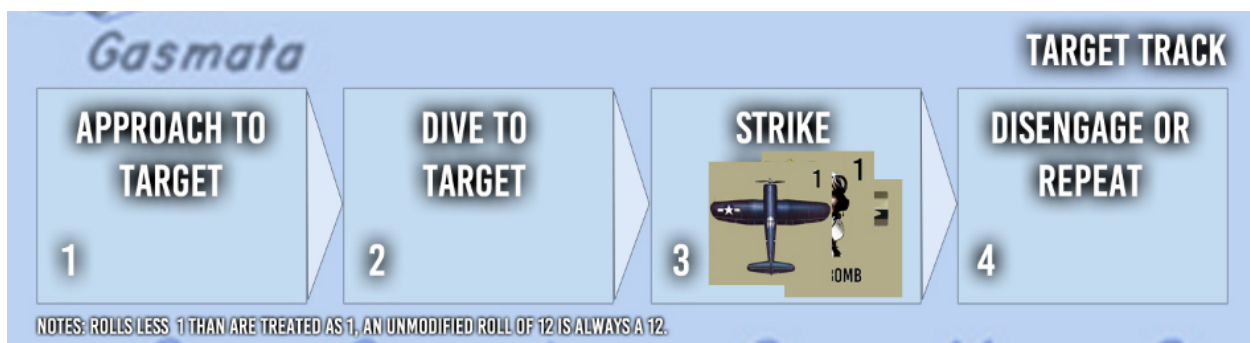 Gasmata
TARGET TRACK
APPROACH TO
TARGET
1
DIVE TO
TARGET
2
STRIKE
1
1
OMB
3
DISENGAGE OR
REPEAT
4
NOTES: ROLLS LESS 1 THAN ARE TREATED AS 1, AN UNMODIFIED ROLL OF 12 IS ALWAYS A 12.